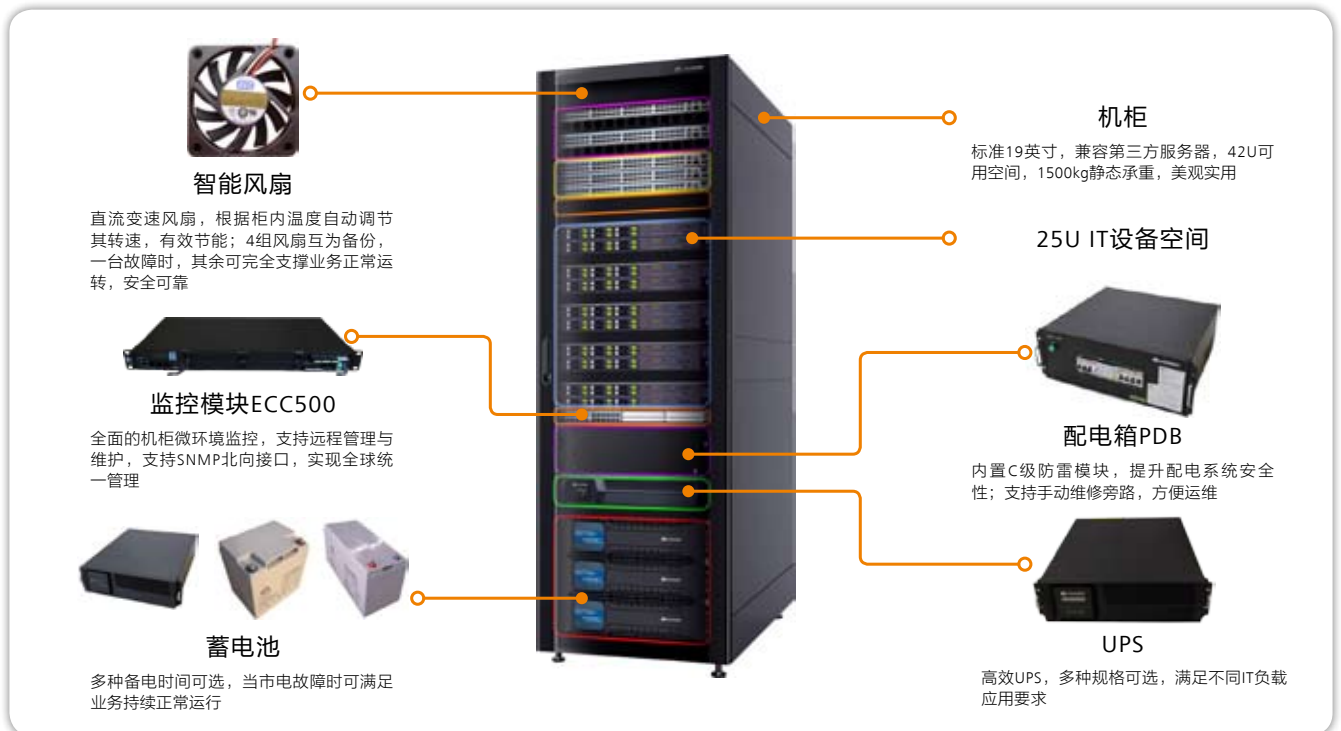 智能风扇
直流变速风扇，根据柜内温度自动调节
其转速，有效节能；4组风扇互为备份，
一台故障时，其余可完全支撑业务正常运
转，安全可靠
监控模块ECC500
全面的机柜微环境监控，支持远程管理与
维护，支持SNMP北向接口，实现全球统
一管理
蓄电池
多种备电时间可选，当市电故障时可满足
业务持续正常运行
机柜
标准19英寸，兼容第三方服务器，42U可
用空间，1500kg静态承重，美观实用
25U IT设备空间
配电箱PDB
内置C级防雷模块，提升配电系统安全
性；支持手动维修旁路，方便运维
UPS
高效UPS，多种规格可选，满足不同IT负载
应用要求